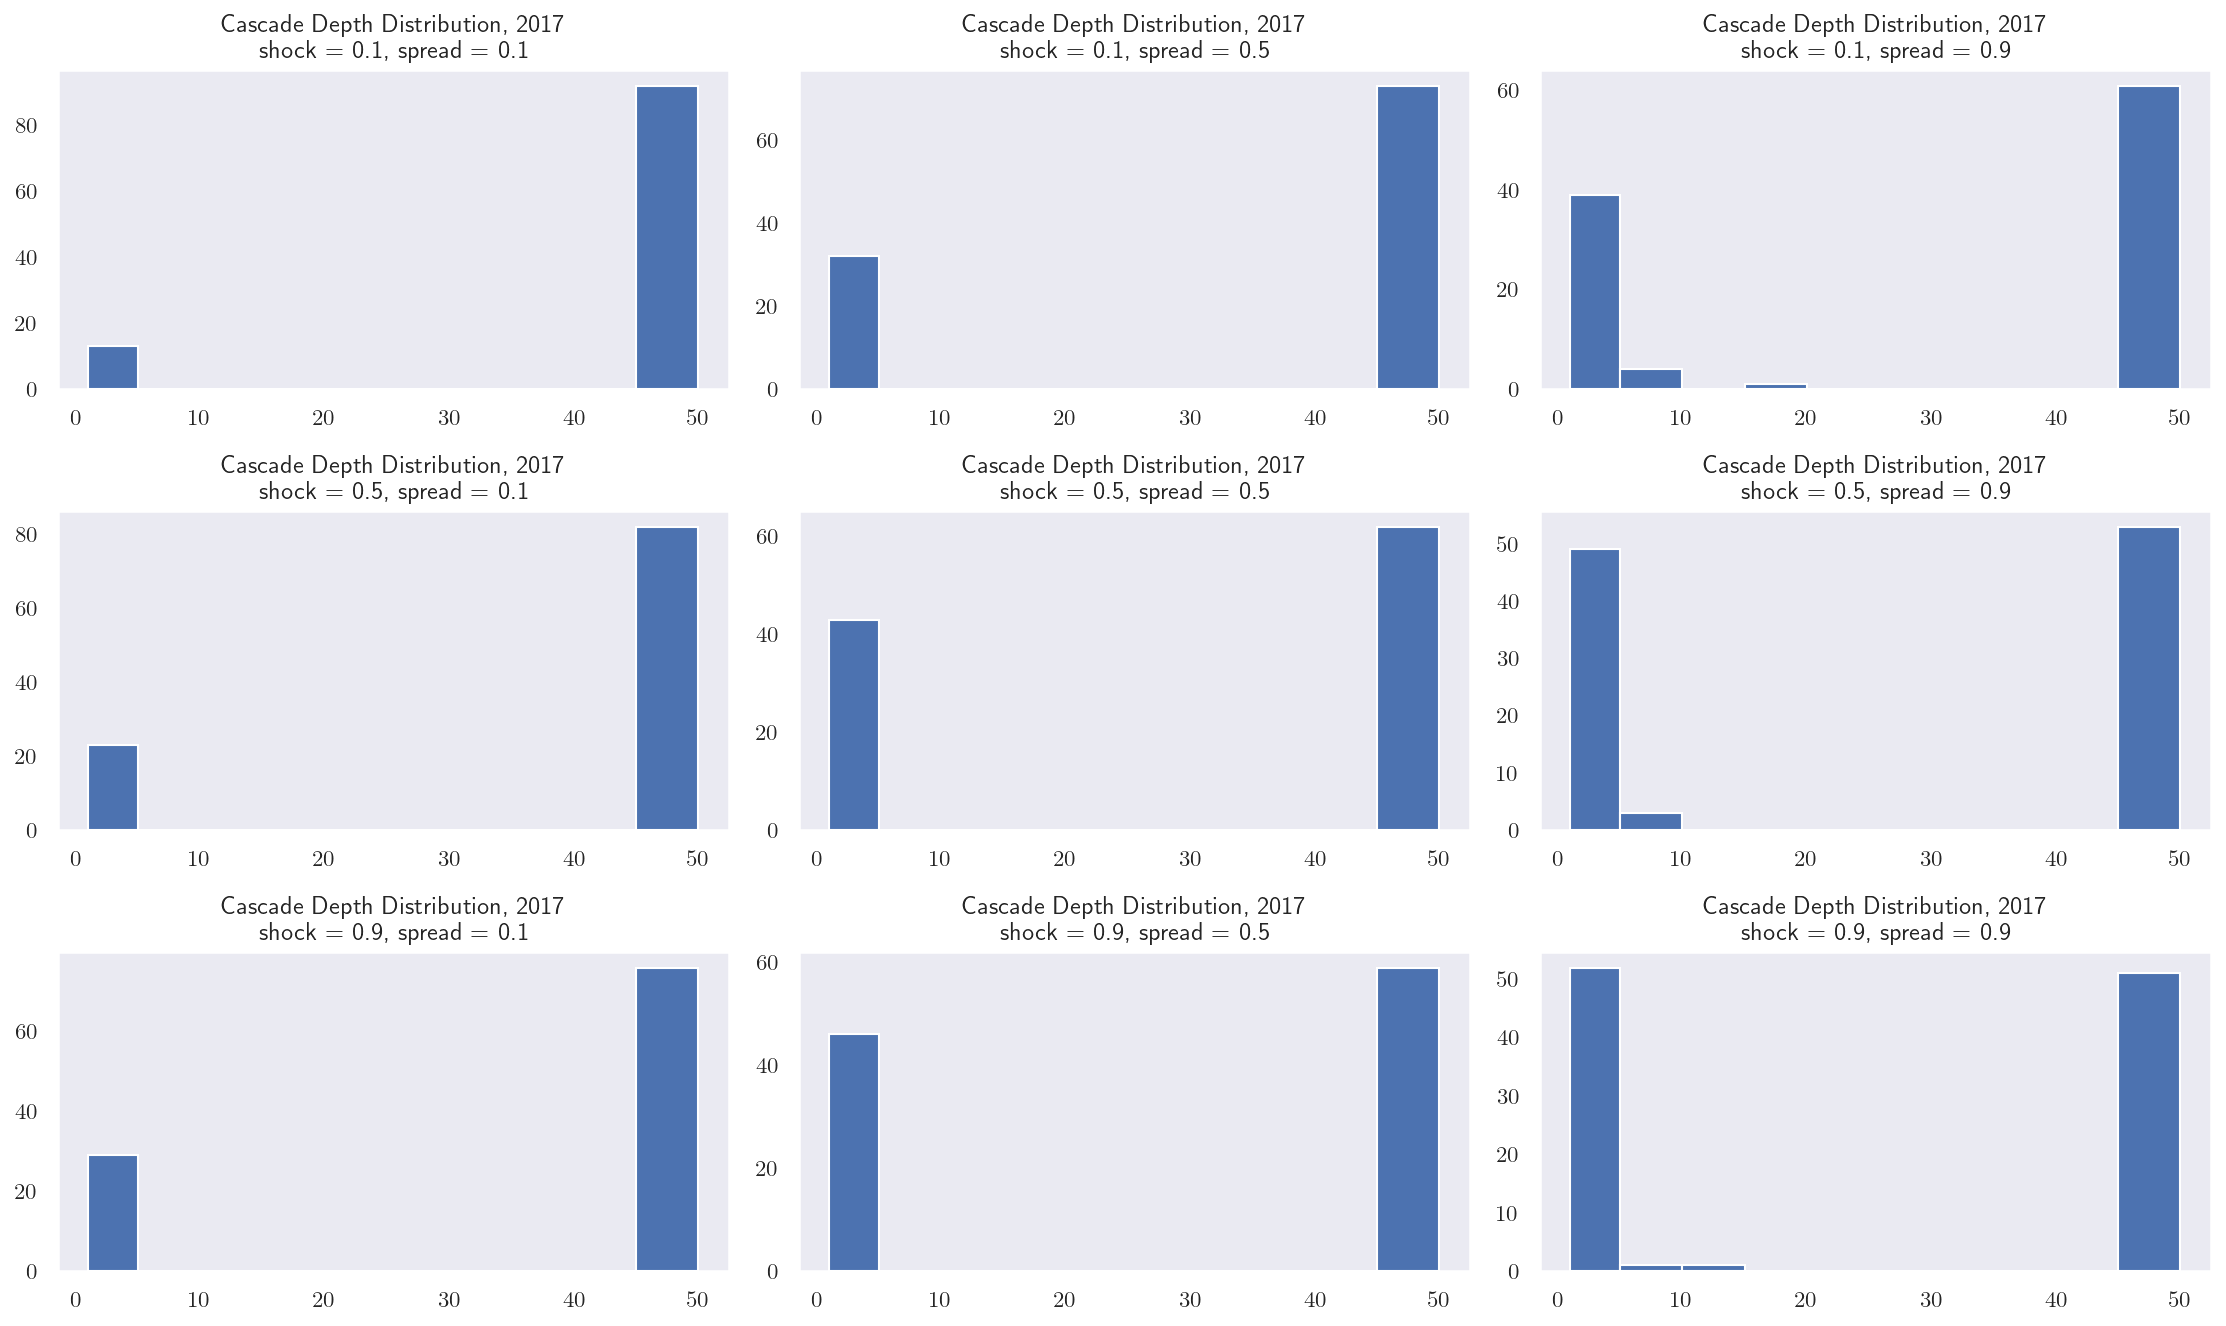 Cascade Depth Distribution, 2017
shock = 0.1, spread = 0.1
80
60
40
20
0
0 10 20 30 40 50
Cascade Depth Distribution, 2017
shock = 0.1, spread = 0.5
60
40
20
0
0 10 20 30 40 50
Cascade Depth Distribution, 2017
shock = 0.1, spread = 0.9
60
40
20
0
0 10 20 30 40 50
Cascade Depth Distribution, 2017
shock = 0.5, spread = 0.1
80
60
40
20
0
0 10 20 30 40 50
Cascade Depth Distribution, 2017
shock = 0.5, spread = 0.5
60
40
20
0
0 10 20 30 40 50
Cascade Depth Distribution, 2017
shock = 0.5, spread = 0.9
50
40
30
20
10
0
0 10 20 30 40 50
Cascade Depth Distribution, 2017
shock = 0.9, spread = 0.1
60
40
20
0
0 10 20 30 40 50
Cascade Depth Distribution, 2017
shock = 0.9, spread = 0.5
60
40
20
0
0 10 20 30 40 50
Cascade Depth Distribution, 2017
shock = 0.9, spread = 0.9
50
40
30
20
10
0
0 10 20 30 40 50